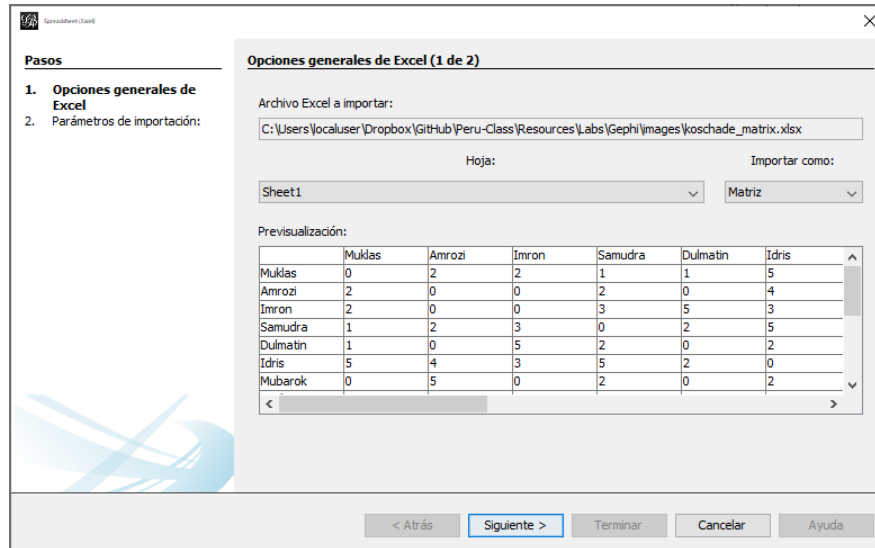 Spreadsheet (Excel)
Pasos
1. Opciones generales de
Excel
2. Parámetros de importación:
Opciones generales de Excel (1 de 2)
Archivo Excel a importar:
C:\Users\localuser\Dropbox\GitHub\Peru-Class\Resources\Labs\Gephi\images\koschade_matrix.xlsx
Hoja: Importar como:
Sheet1 Matriz
Previsualización:
Muklas Amrozi Imron Samudra Dulmatin Idris
Muklas 0 2 2 1 1 5
Amrozi 2 0 0 2 0 4
Imron 2 0 0 3 5 3
Samudra 1 2 3 0 2 5
Dulmatin 1 0 5 2 0 2
Idris 5 4 3 5 2 0
Mubarok 0 5 0 2 0 2
< Atrás Siguiente > Terminar Cancelar Ayuda